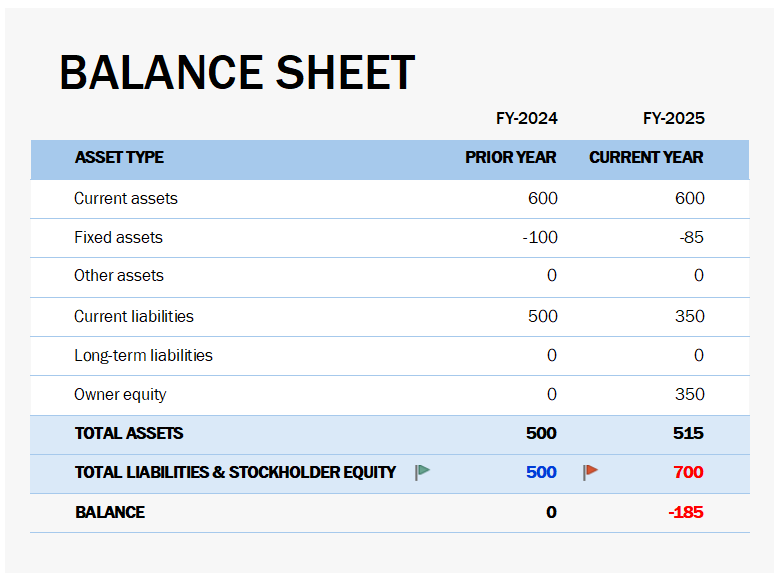 BALANCE SHEET
FY-2024 FY-2025
ASSET TYPE PRIOR YEAR CURRENT YEAR
Current assets 600 600
Fixed assets -100 -85
Other assets 0 0
Current liabilities 500 350
Long-term liabilities 0 0
Owner equity 0 350
TOTAL ASSETS 500 515
TOTAL LIABILITIES & STOCKHOLDER EQUITY 500 700
BALANCE 0 -185